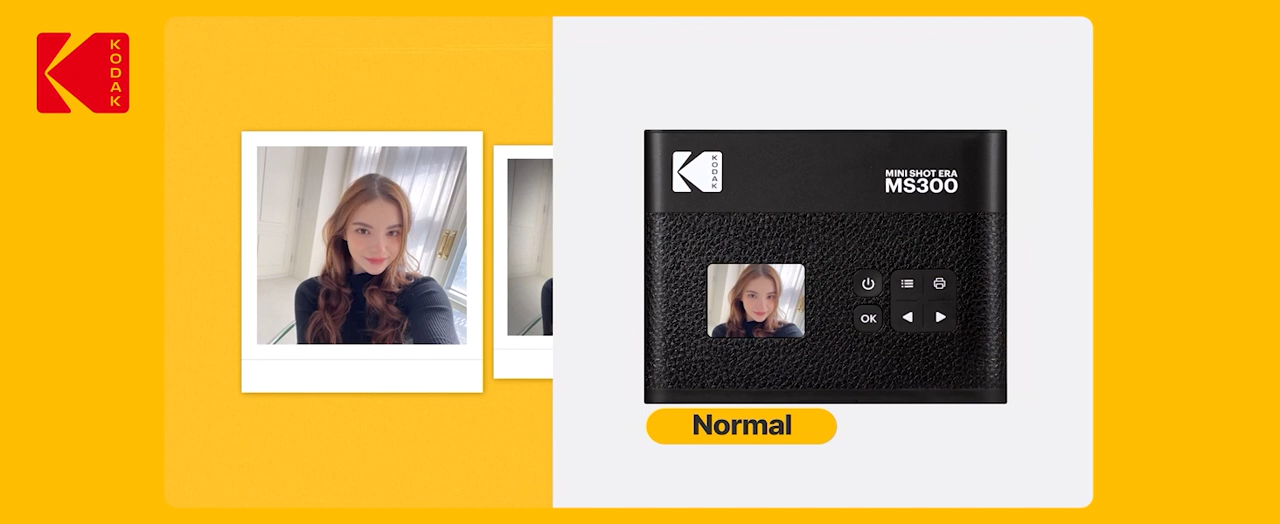 KODAK
KODAK
MINI SHOT ERA
MS300
OK
Normal